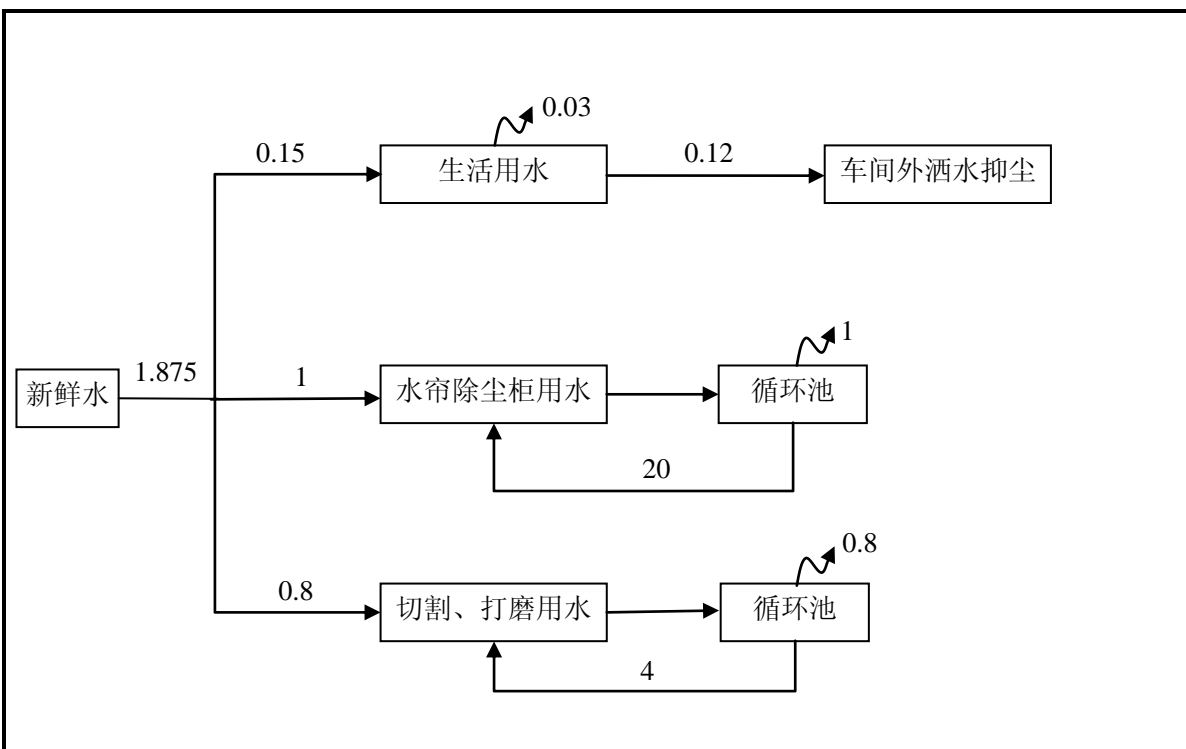 0.03
0.15
生活用水
0.12
车间外洒水抑尘
新鲜水
1.875
1
水帘除尘柜用水
循环池
1
20
0.8
切割、打磨用水
循环池
0.8
4